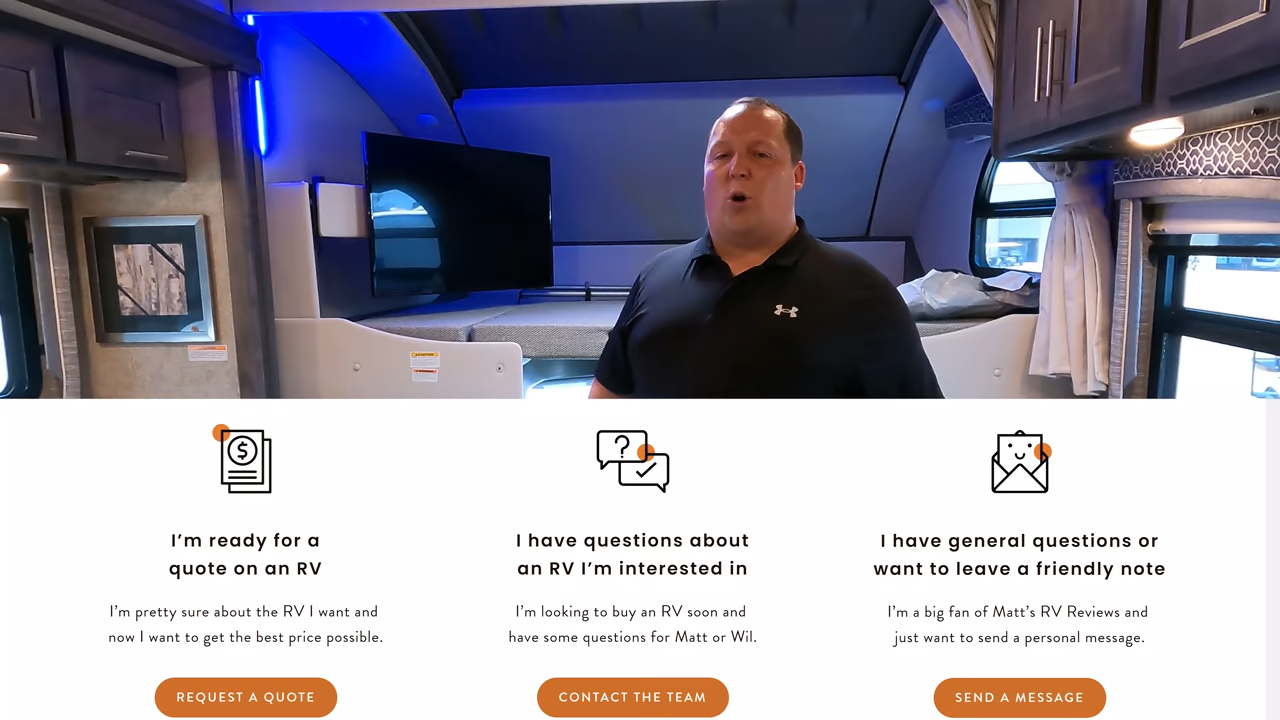 I'm ready for a
quote on an RV
I'm pretty sure about the RV I want and
now I want to get the best price possible.
REQUEST A QUOTE
?
I have questions about
an RV I'm interested in
I'm looking to buy an RV soon and
have some questions for Matt or Wil.
CONTACT THE TEAM
I have general questions or
want to leave a friendly note
I'm a big fan of Matt's RV Reviews and
just want to send a personal message.
SEND A MESSAGE